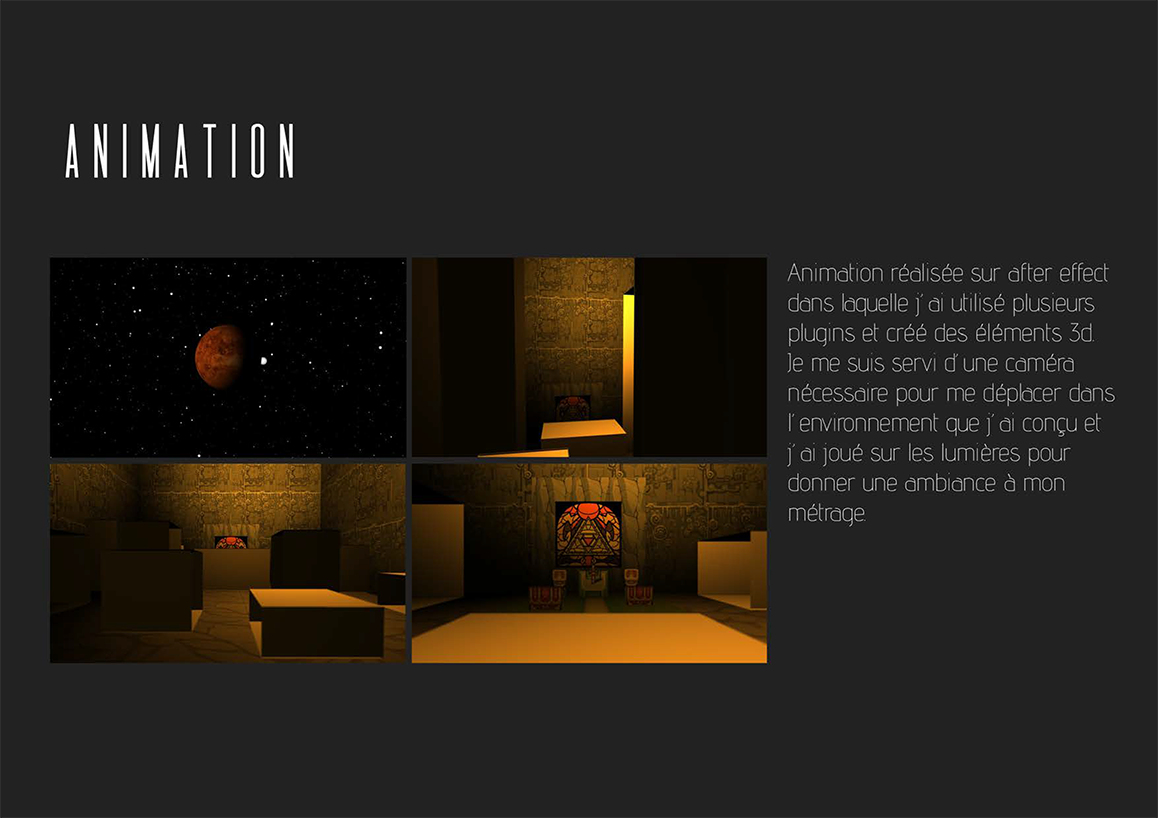 ANIMATION
Animation réalisée sur after effect
dans laquelle j' ai utilisé plusieurs
plugins et créé des éléments 3d.
Je me suis servi d' une caméra
nécessaire pour me déplacer dans
l' environnement que j' ai conçu et
j' ai joué sur les lumières pour
donner une ambiance à mon
métrage.